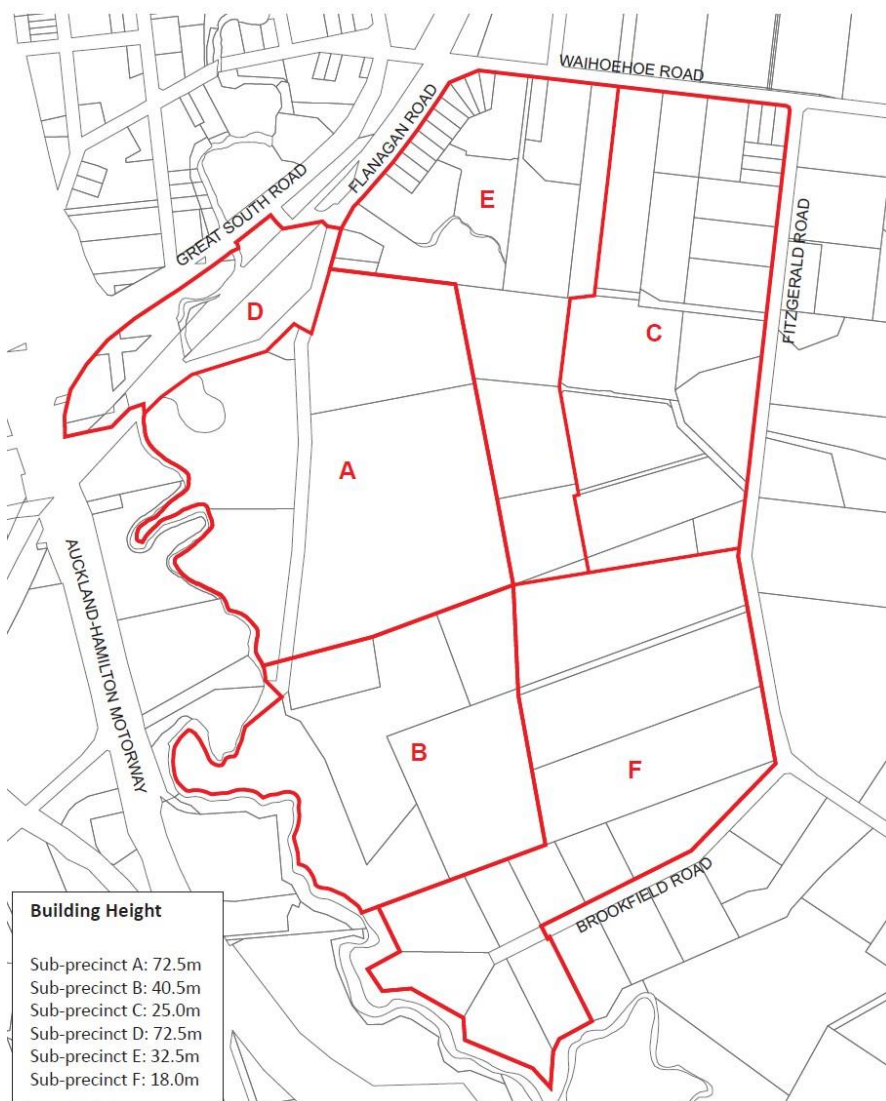 WAIHOEHOE ROAD
FLANAGAN ROAD
GREAT SOUTH ROAD
E
FITZGERALD ROAD
D
C
A
AUCKLAND-HAMILTON MOTORWAY
B
F
BROOKFIELD ROAD
Building Height
Sub-precinct A: 72.5m
Sub-precinct B: 40.5m
Sub-precinct C: 25.0m
Sub-precinct D: 72.5m
Sub-precinct E: 32.5m
Sub-precinct F: 18.0m